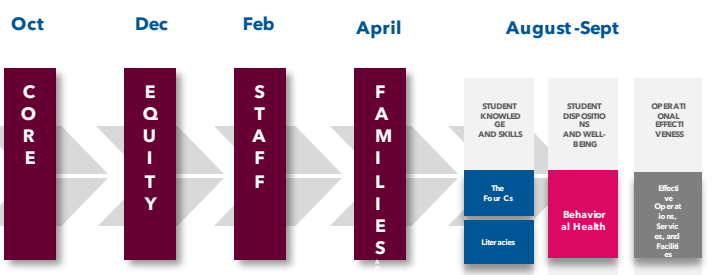 Oct
Dec
Feb
April
August-Sept
C
O
R
E
E
Q
U
I
T
Y
S
T
A
F
F
F
A
M
I
L
I
E
S
STUDENT
KNOWLED
GE
AND SKILLS
STUDENT
DISPOSITIO
NS
AND WELL-
BEING
OPERATI
ONAL
EFFECTI
VENESS
The
Four Cs
Literacies
Behavior
al Health
Effecti
ve
Operat
ions,
Servic
es, and
Faciliti
es